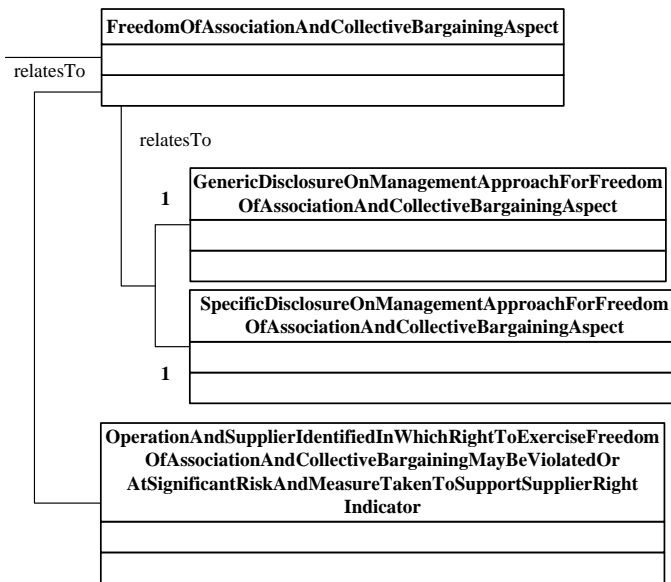 FreedomOfAssociationAndCollectiveBargainingAspect
relatesTo
relatesTo
GenericDisclosureOnManagementApproachForFreedom
OfAssociationAndCollectiveBargainingAspect
1
SpecificDisclosureOnManagementApproachForFreedom
OfAssociationAndCollectiveBargainingAspect
1
OperationAndSupplierIdentifiedInWhichRightToExerciseFreedom
OfAssociationAndCollectiveBargainingMayBeViolatedOr
AtSignificantRiskAndMeasureTakenToSupportSupplierRight
Indicator